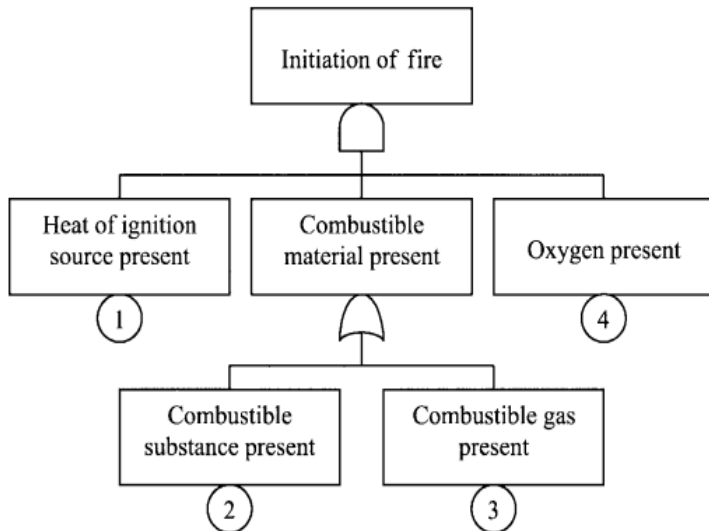 Initiation of fire
Heat of ignition
source present
Combustible
material present
Oxygen present
1
4
Combustible
substance present
Combustible gas
present
2
3